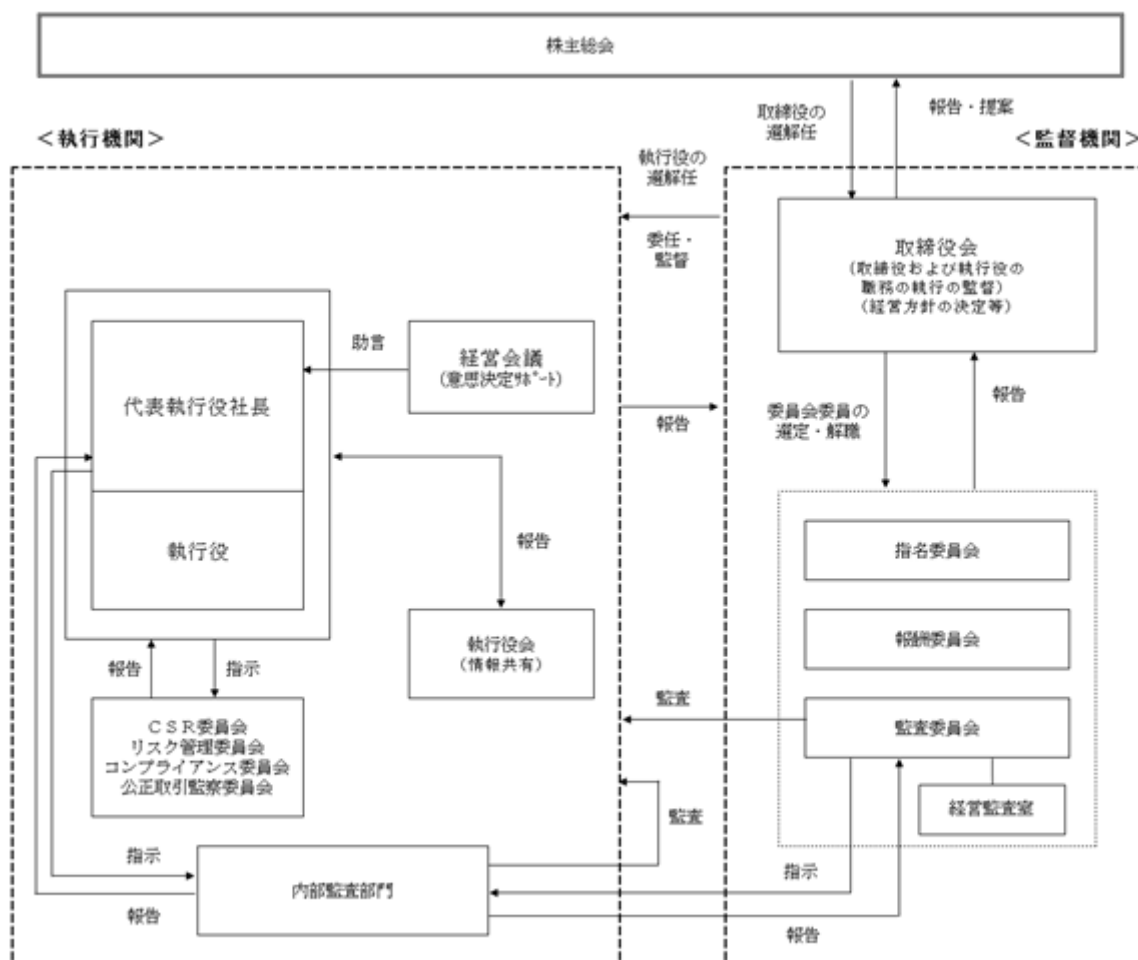 株主総会
取締役の
選解任
報告・提案
＜執行機関＞
＜監督機関＞
執行役の
選解任
委任・
監督
取締役会
（取締役および執行役の
職務の執行の監督）
（経営方針の決定等）
助言
経営会議
（意思決定ｻﾎﾟｰﾄ）
代表執行役社長
報告
委員会委員の
選定・解職
報告
執行役
報告
指名委員会
執行役会
（情報共有）
報酬委員会
報告
指示
監査
監査委員会
ＣＳＲ委員会
リスク管理委員会
コンプライアンス委員会
公正取引監察委員会
監査
経営監査室
指示
内部監査部門
指示
報告
報告